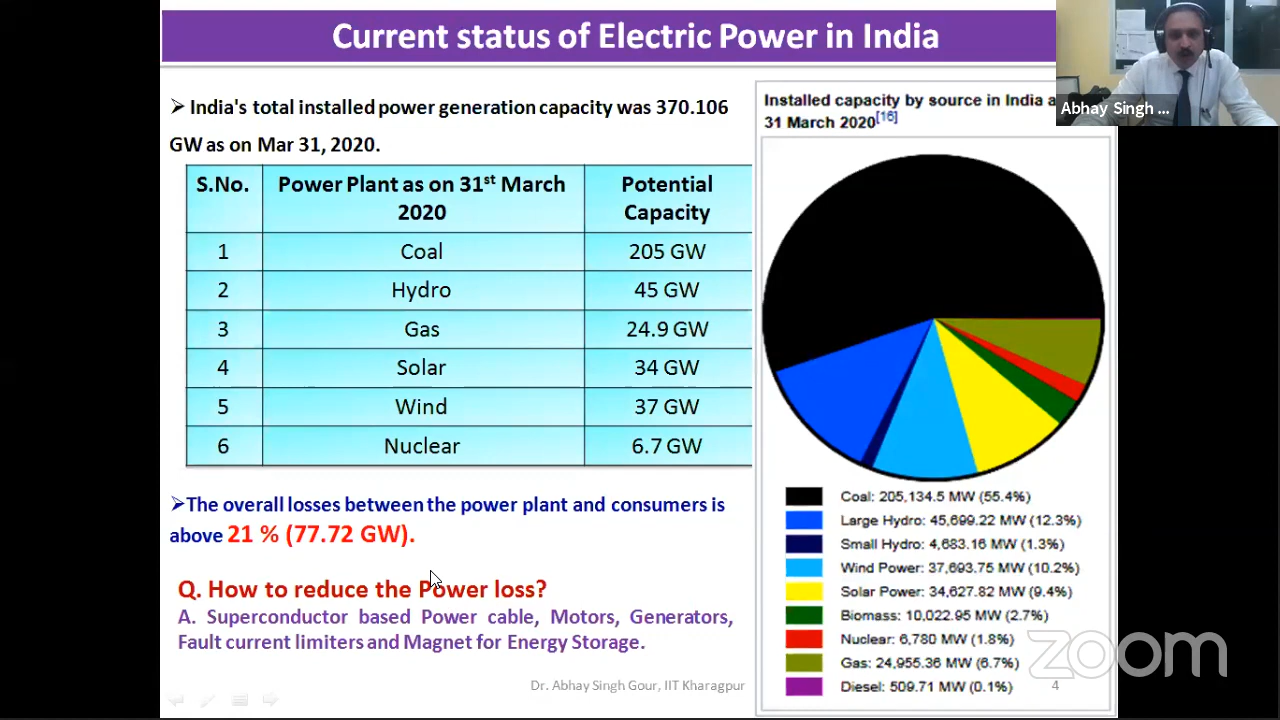 Current status of Electric Power in India
➢ India's total installed power generation capacity was 370.106
GW as on Mar 31, 2020.
S.No. Power Plant as on 31st March 2020 Potential Capacity
1 Coal 205 GW
2 Hydro 45 GW
3 Gas 24.9 GW
4 Solar 34 GW
5 Wind 37 GW
6 Nuclear 6.7 GW
➢The overall losses between the power plant and consumers is
above 21 % (77.72 GW).
Q. How to reduce the Power loss?
A. Superconductor based Power cable, Motors, Generators,
Fault current limiters and Magnet for Energy Storage.
Installed capacity by source in India
31 March 2020[16]
Coal: 205,134.5 MW (55.4%)
Large Hydro: 45,699.22 MW (12.3%)
Small Hydro: 4,683.16 MW (1.3%)
Wind Power: 37,693.75 MW (10.2%)
Solar Power: 34,627.82 MW (9.4%)
Biomass: 10,022.95 MW (2.7%)
Nuclear: 6,780 MW (1.8%)
Gas: 24,955.36 MW (6.7%)
Diesel: 509.71 MW (0.1%)
Dr. Abhay Singh Gour, IIT Kharagpur
4
Abhay Singh ...
zoom